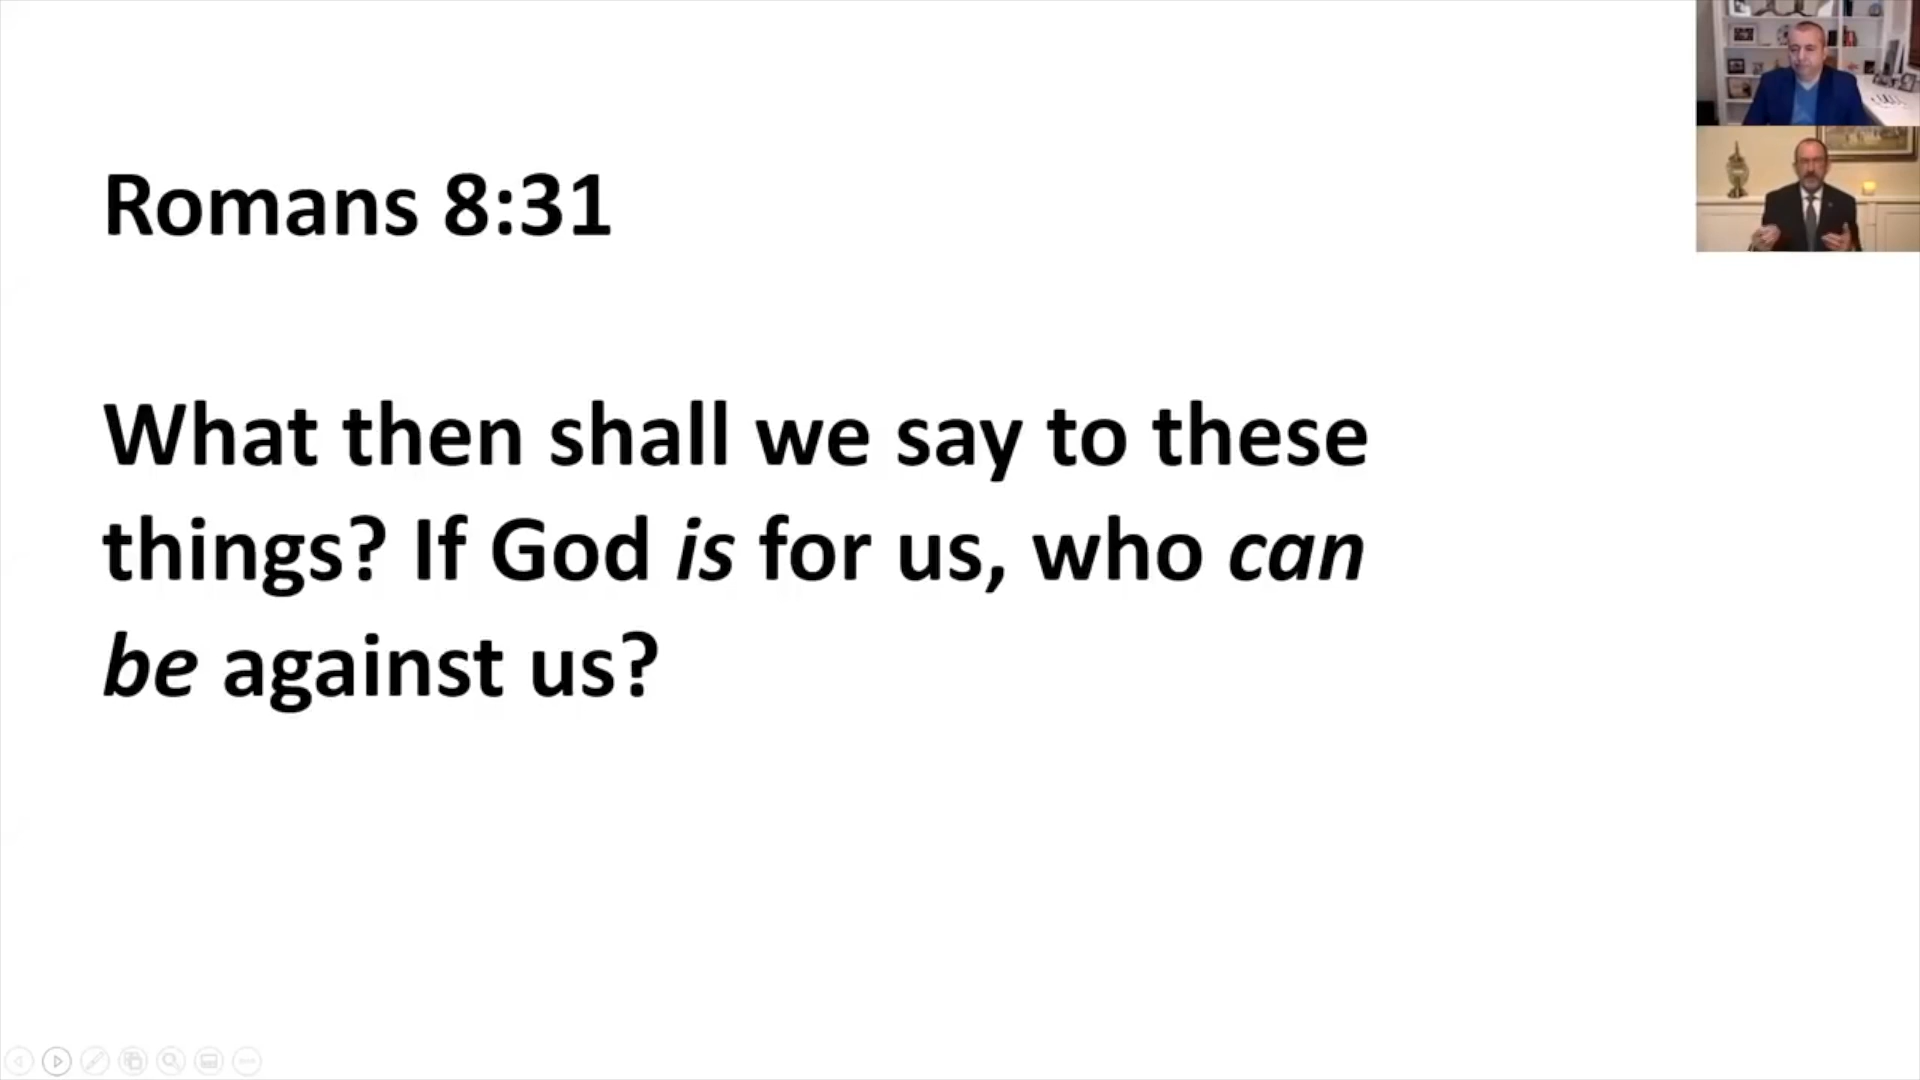 Romans 8:31
What then shall we say to these
things? If God is for us, who can
be against us?